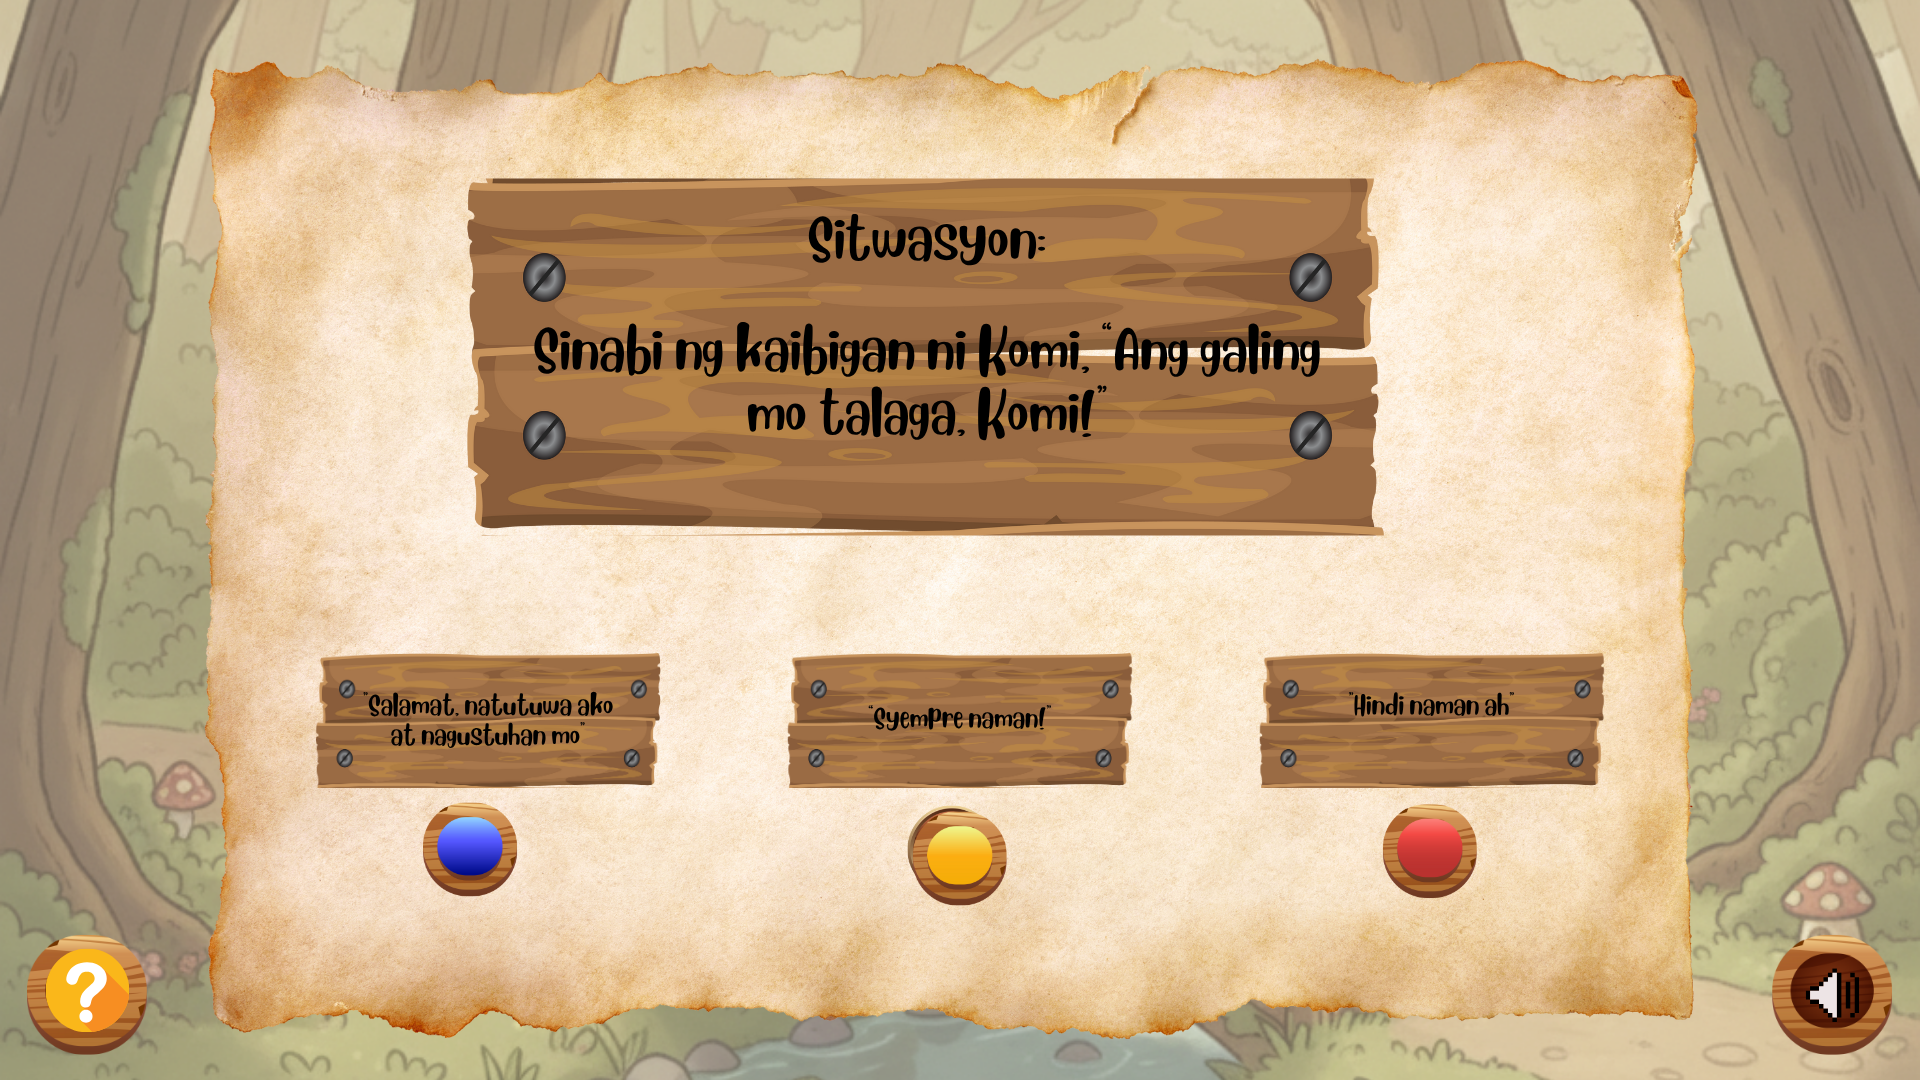 Sitwasyon:
Sinabi ng kaibigan ni Komi, “Ang galing
mo talaga, Komi!”
“Salamat, natutuwa ako
at nagustuhan mo”
“Syempre naman!”
“Hindi naman ah”
?